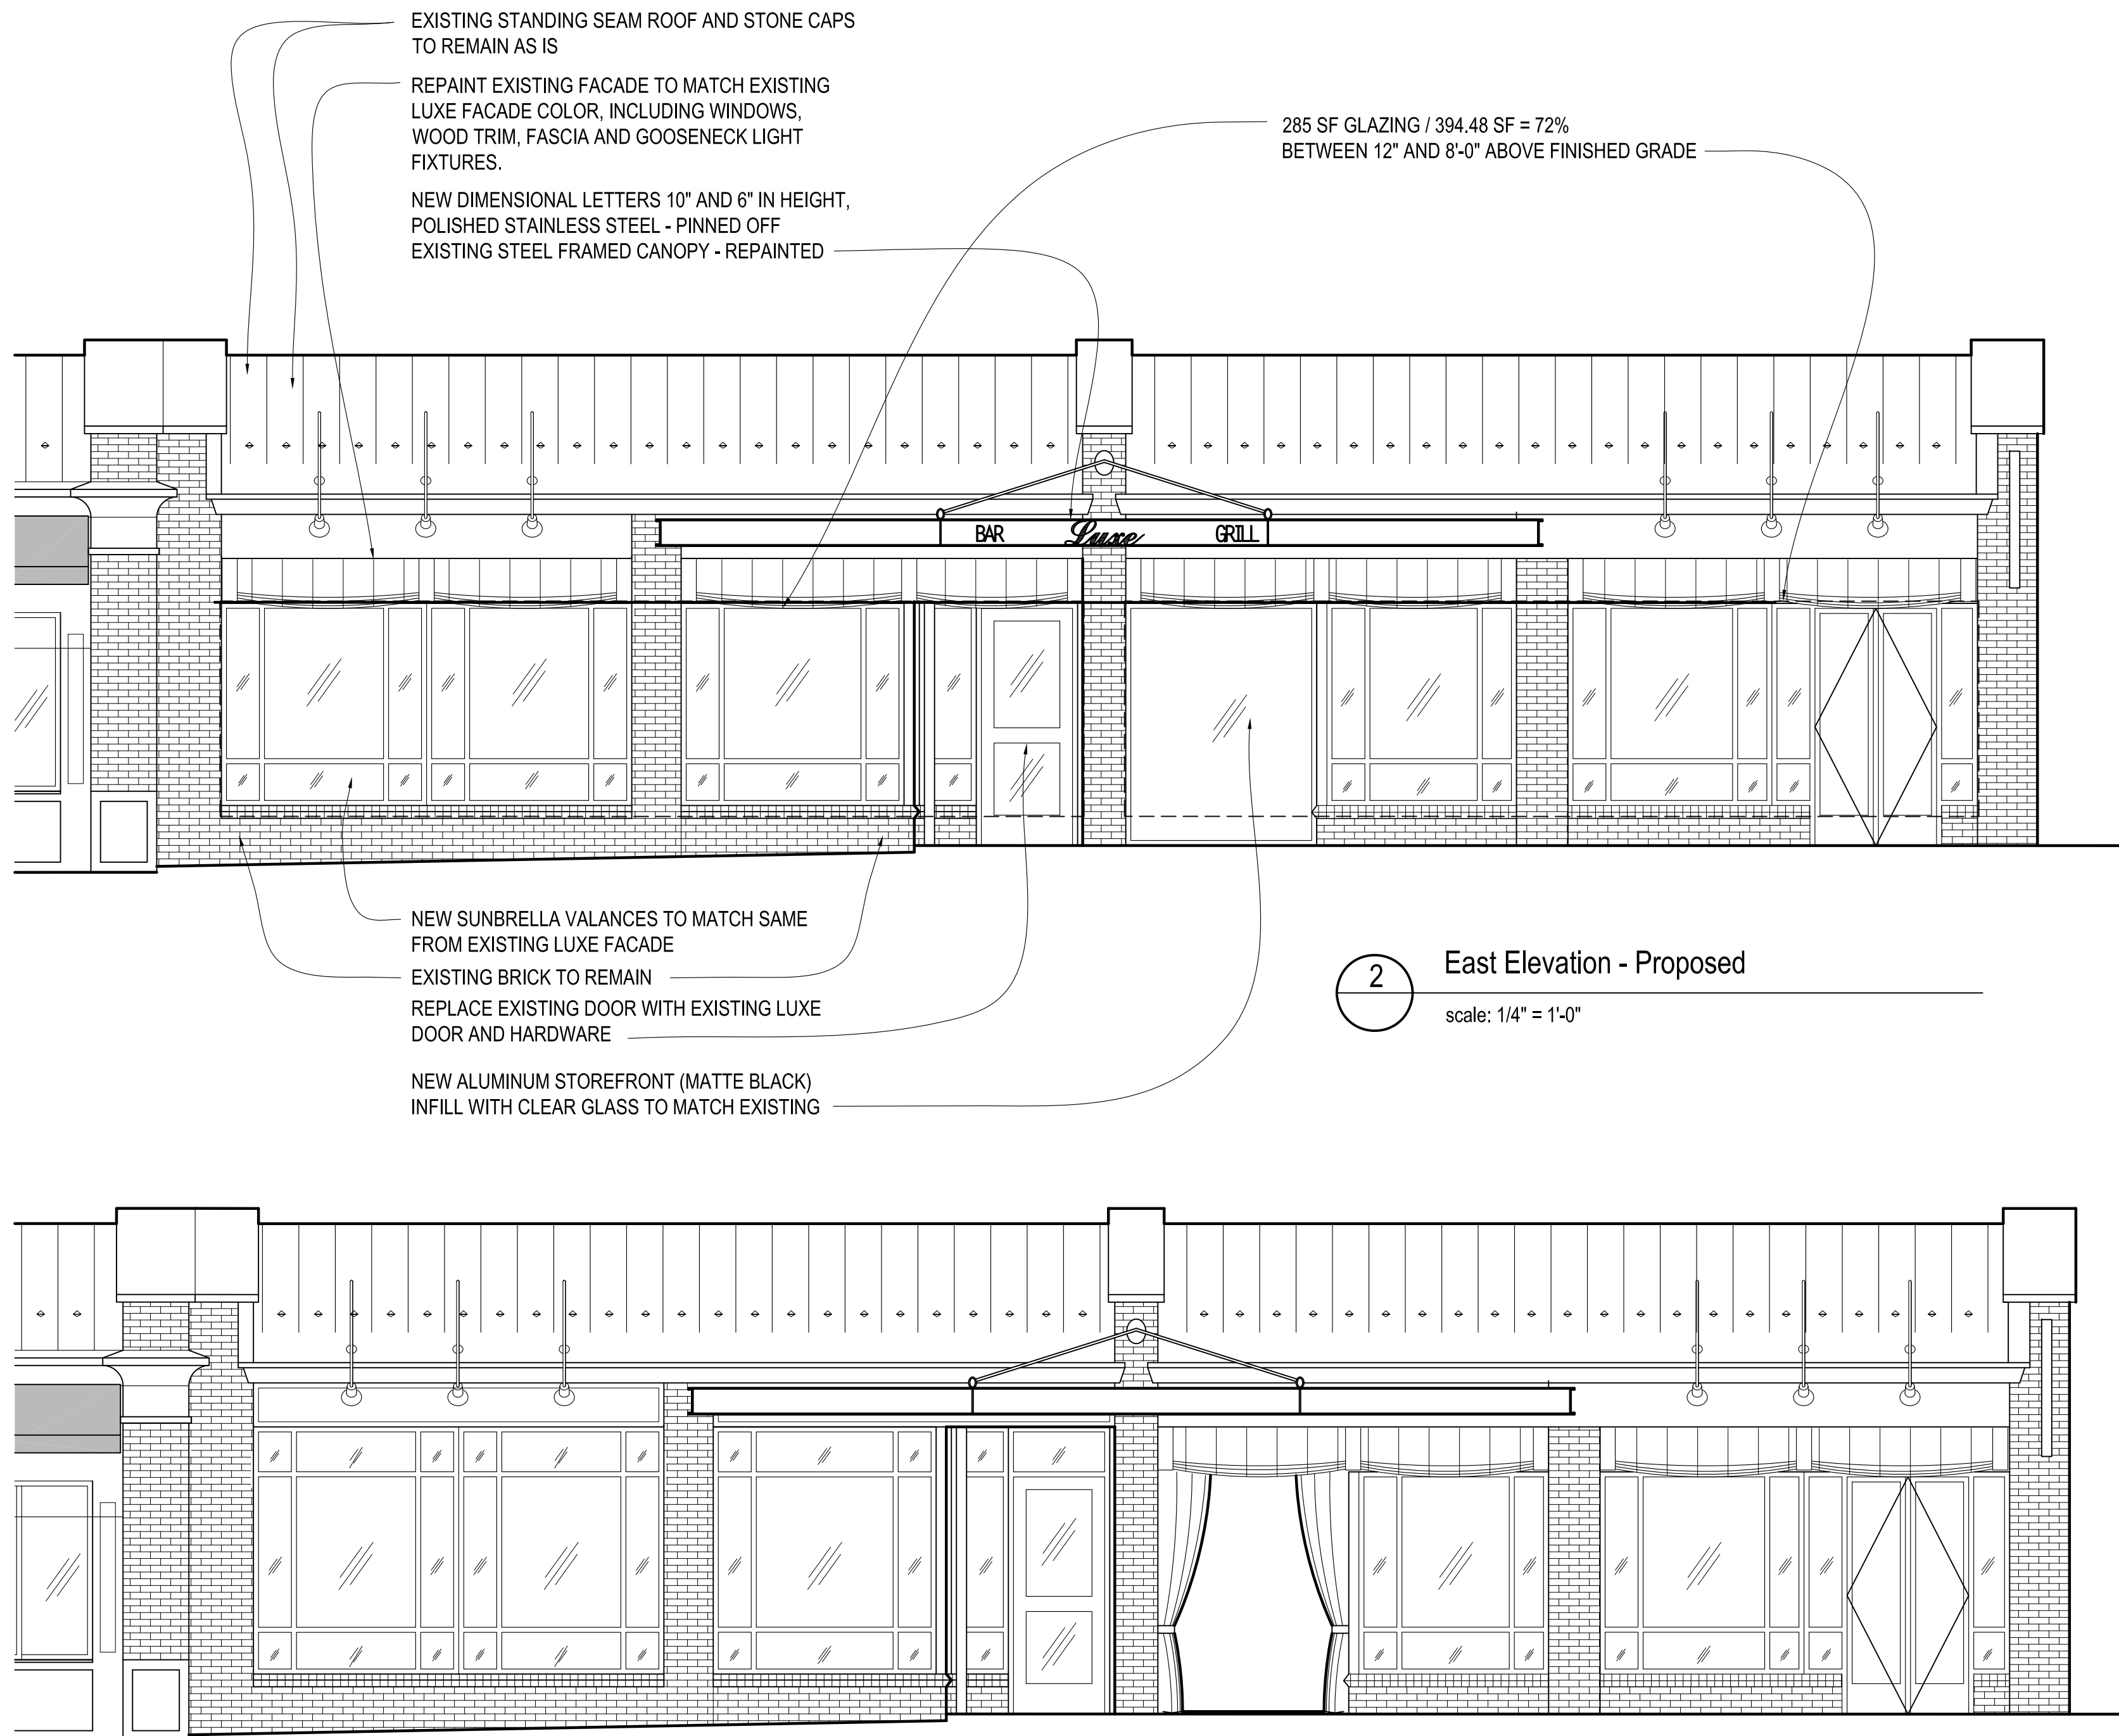 EXISTING STANDING SEAM ROOF AND STONE CAPS
TO REMAIN AS IS
REPAINT EXISTING FACADE TO MATCH EXISTING
LUXE FACADE COLOR, INCLUDING WINDOWS,
WOOD TRIM, FASCIA AND GOOSENECK LIGHT
FIXTURES.
285 SF GLAZING / 394.48 SF = 72%
BETWEEN 12" AND 8'-0" ABOVE FINISHED GRADE
NEW DIMENSIONAL LETTERS 10" AND 6" IN HEIGHT,
POLISHED STAINLESS STEEL - PINNED OFF
EXISTING STEEL FRAMED CANOPY - REPAINTED
BAR Luxe GRILL
NEW SUNBRELLA VALANCES TO MATCH SAME
FROM EXISTING LUXE FACADE
EXISTING BRICK TO REMAIN
REPLACE EXISTING DOOR WITH EXISTING LUXE
DOOR AND HARDWARE
NEW ALUMINUM STOREFRONT (MATTE BLACK)
INFILL WITH CLEAR GLASS TO MATCH EXISTING
2
East Elevation - Proposed
scale: 1/4" = 1'-0"